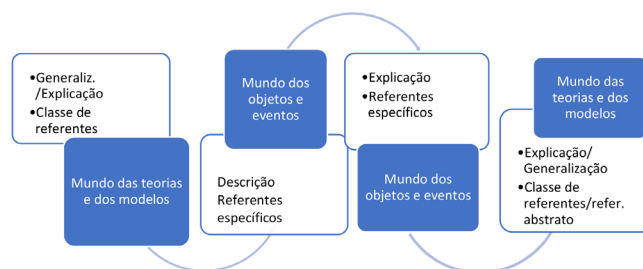 •Generaliz.
/Explicação
•Classe de
referentes
Mundo das teorias
e dos modelos
Mundo dos
objetos e
eventos
Descrição
Referentes
específicos
•Explicação
•Referentes
específicos
Mundo dos
objetos e
eventos
Mundo das
teorias e dos
modelos
•Explicação/
Generalização
•Classe de
referentes/refer.
abstrato